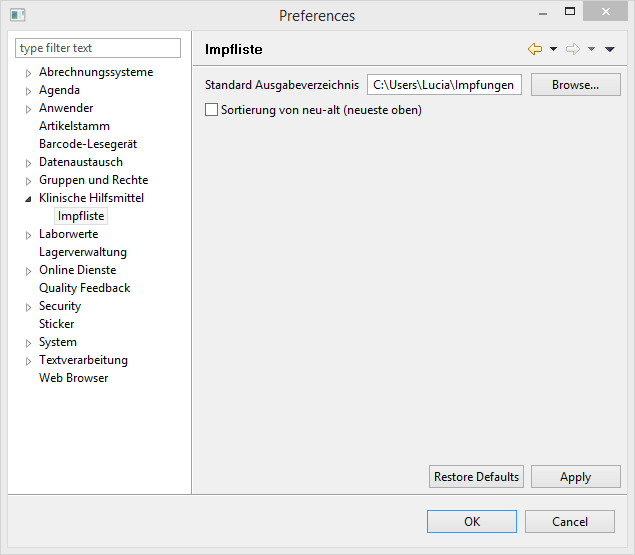 Preferences
type filter text
Abrechnungssysteme
Agenda
Anwender
Artikelstamm
Barcode-Lesegerät
Datenaustausch
Gruppen und Rechte
Klinische Hilfsmittel
Impfliste
Laborwerte
Lagerverwaltung
Online Dienste
Quality Feedback
Security
Sticker
System
Textverarbeitung
Web Browser
Impfliste
Standard Ausgabeverzeichnis C:\Users\Lucia\Impfungen Browse...
Sortierung von neu-alt (neueste oben)
Restore Defaults Apply
OK Cancel